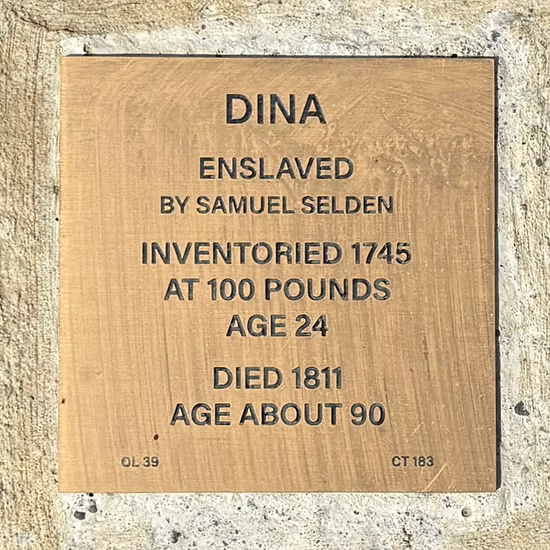 DINA
ENSLAVED
BY SAMUEL SELDEN
INVENTORIED 1745
AT 100 POUNDS
AGE 24
DIED 1811
AGE ABOUT 90
OL 39 CT 183